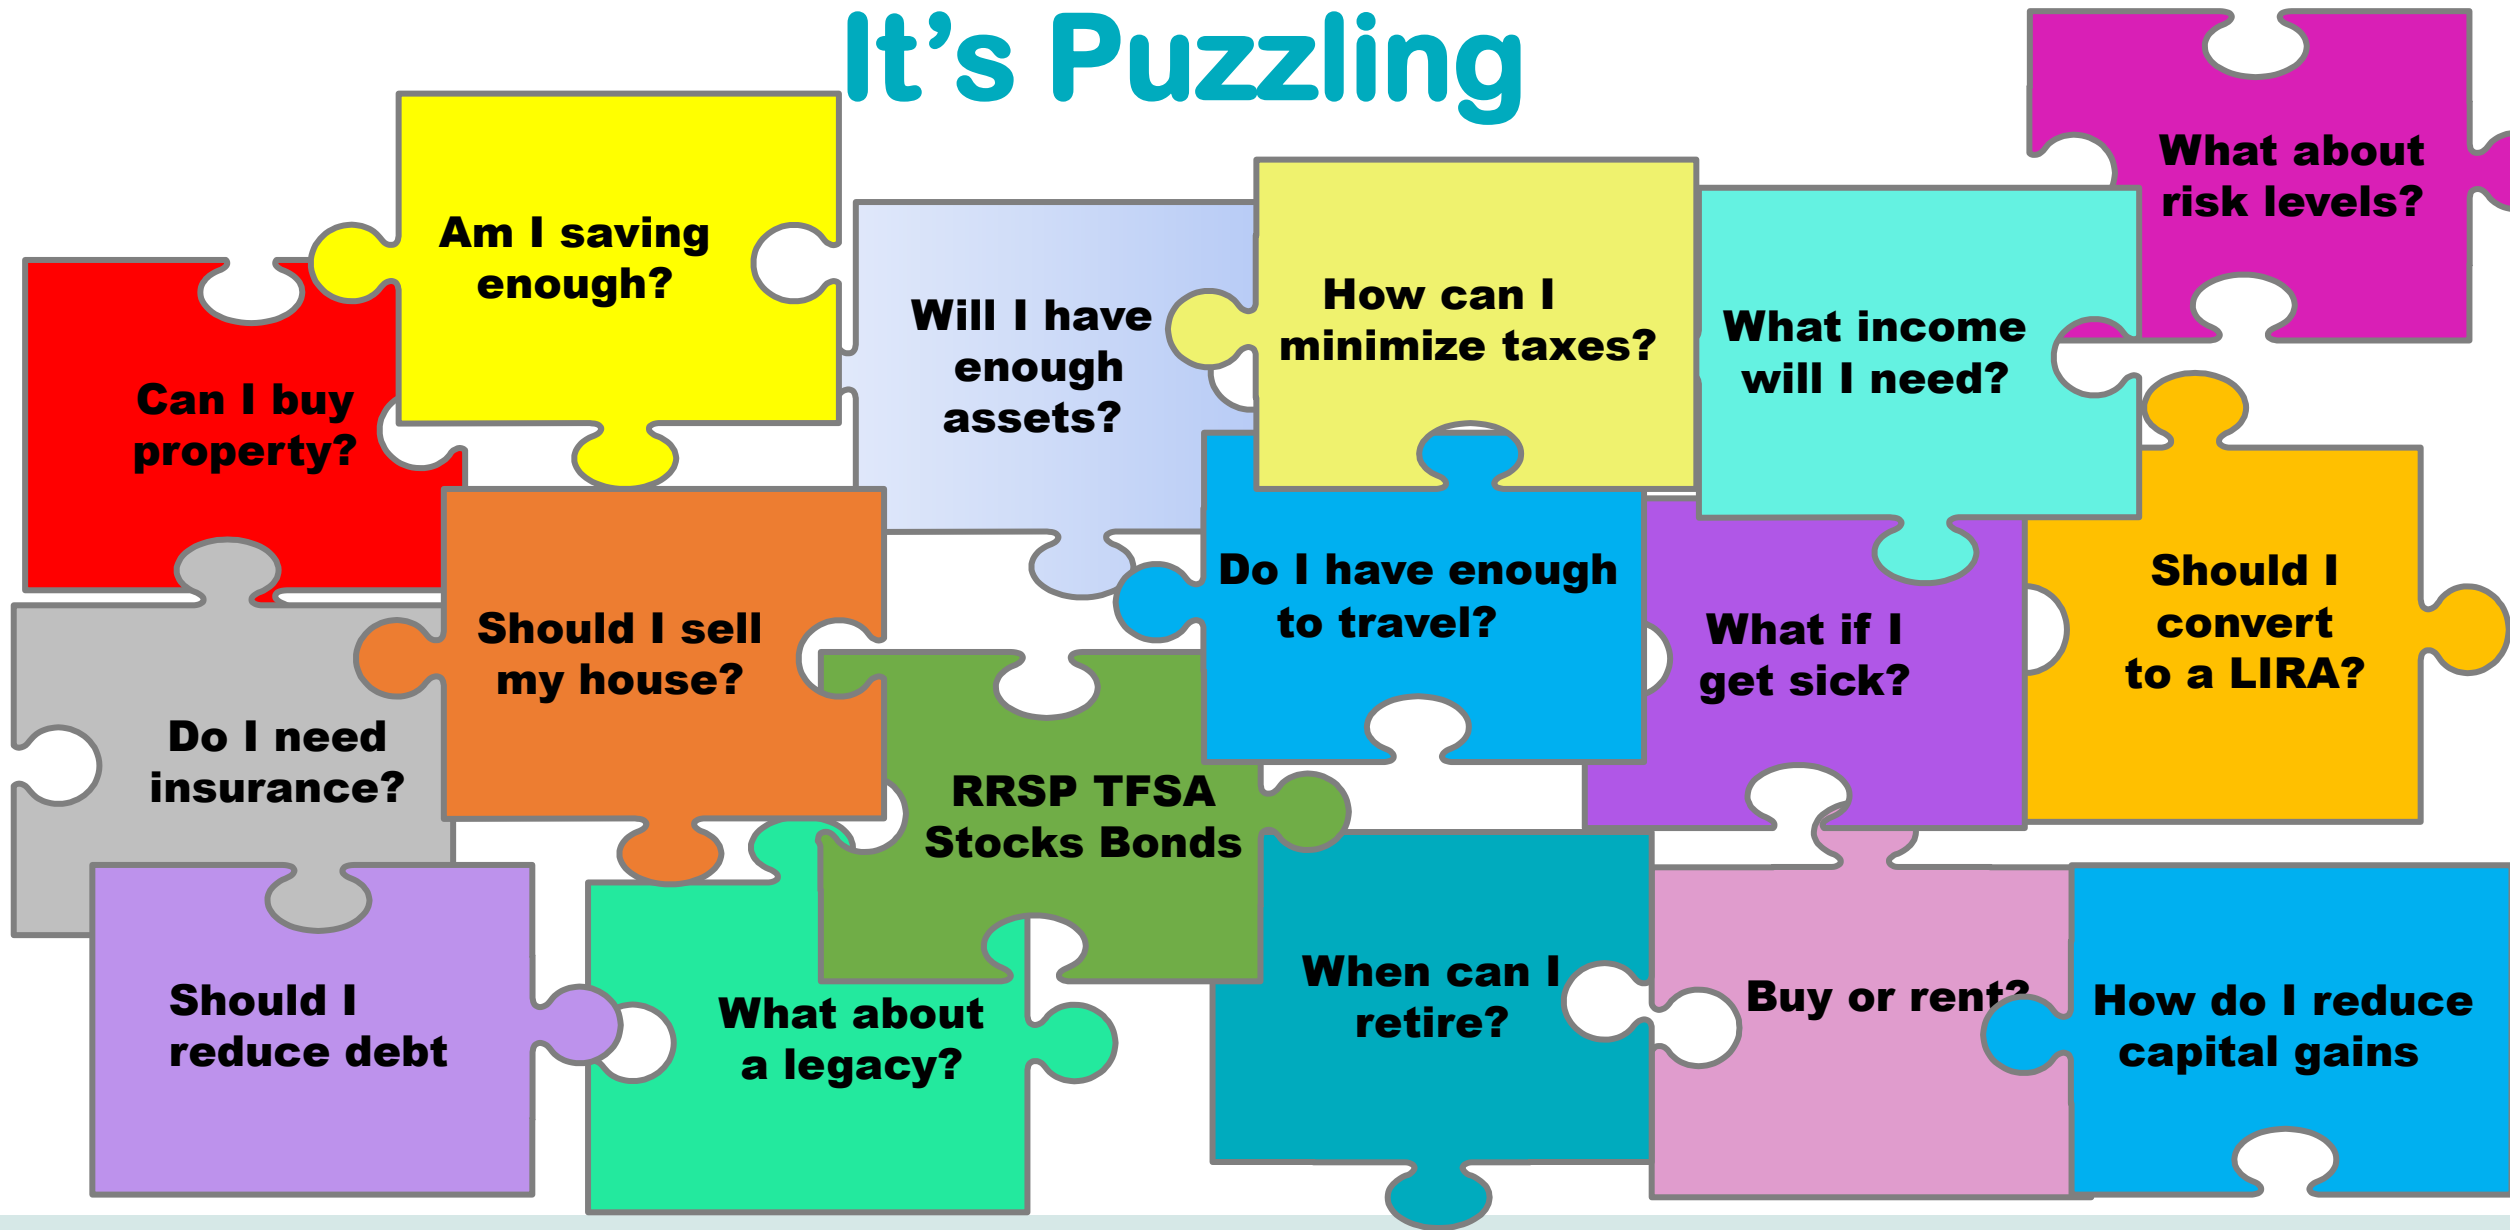 It's Puzzling
What about
risk levels?
Am I saving
enough?
Will I have
enough
assets?
How can I
minimize taxes?
What income
will I need?
Can I buy
property?
Should I sell
my house?
Do I have enough
to travel?
What if I
get sick?
Should I
convert
to a LIRA?
Do I need
insurance?
RRSP TFSA
Stocks Bonds
Should I
reduce debt
What about
a legacy?
When can I
retire?
Buy or rent?
How do I reduce
capital gains